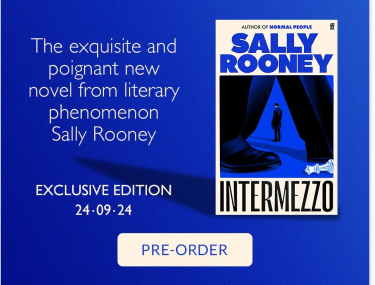 The exquisite and
poignant new
novel from literary
phenomenon
Sally Rooney
EXCLUSIVE EDITION
24·09·24
PRE-ORDER
AUTHOR OF NORMAL PEOPLE
ff
SALLY
ROONEY
INTERMEZZO